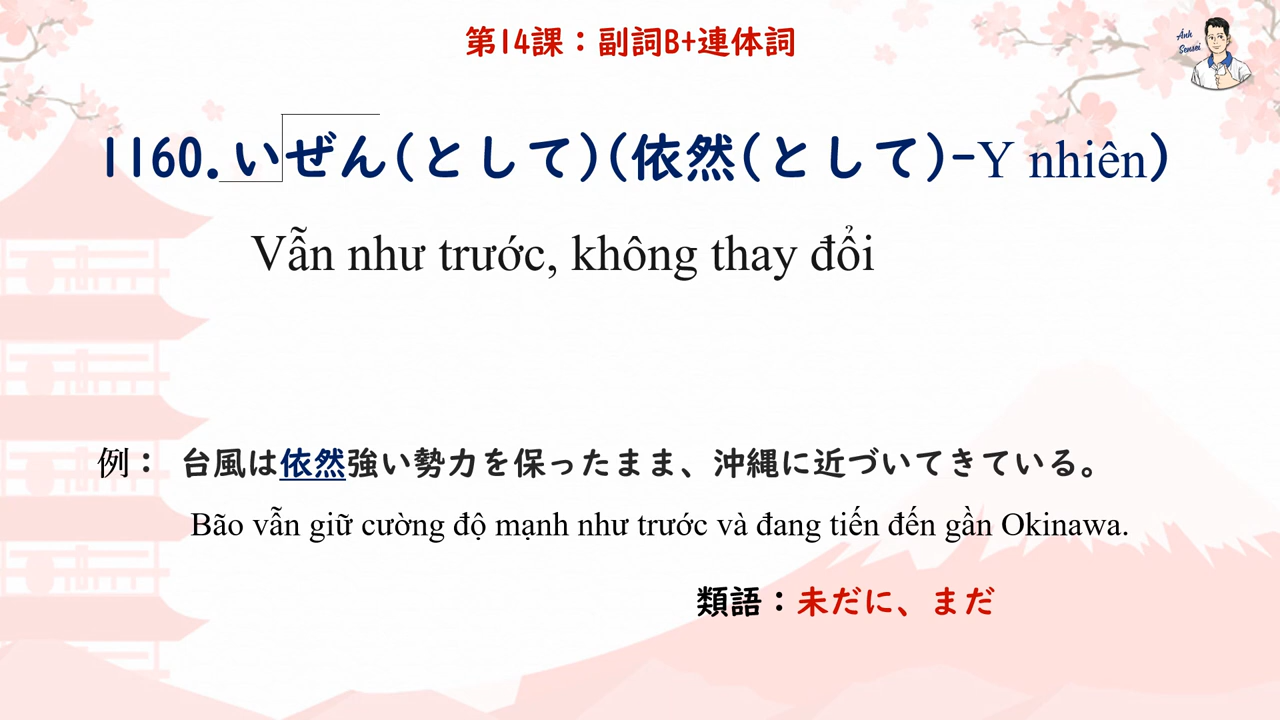 第14課：副詞B+連体詞
Anh
Sensei
1160.いぜん(として)(依然(として)-Y nhiên)
Vẫn như trước, không thay đổi
例： 台風は依然強い勢力を保ったまま、沖縄に近づいてきている。
Bão vẫn giữ cường độ mạnh như trước và đang tiến đến gần Okinawa.
類語：未だに、まだ